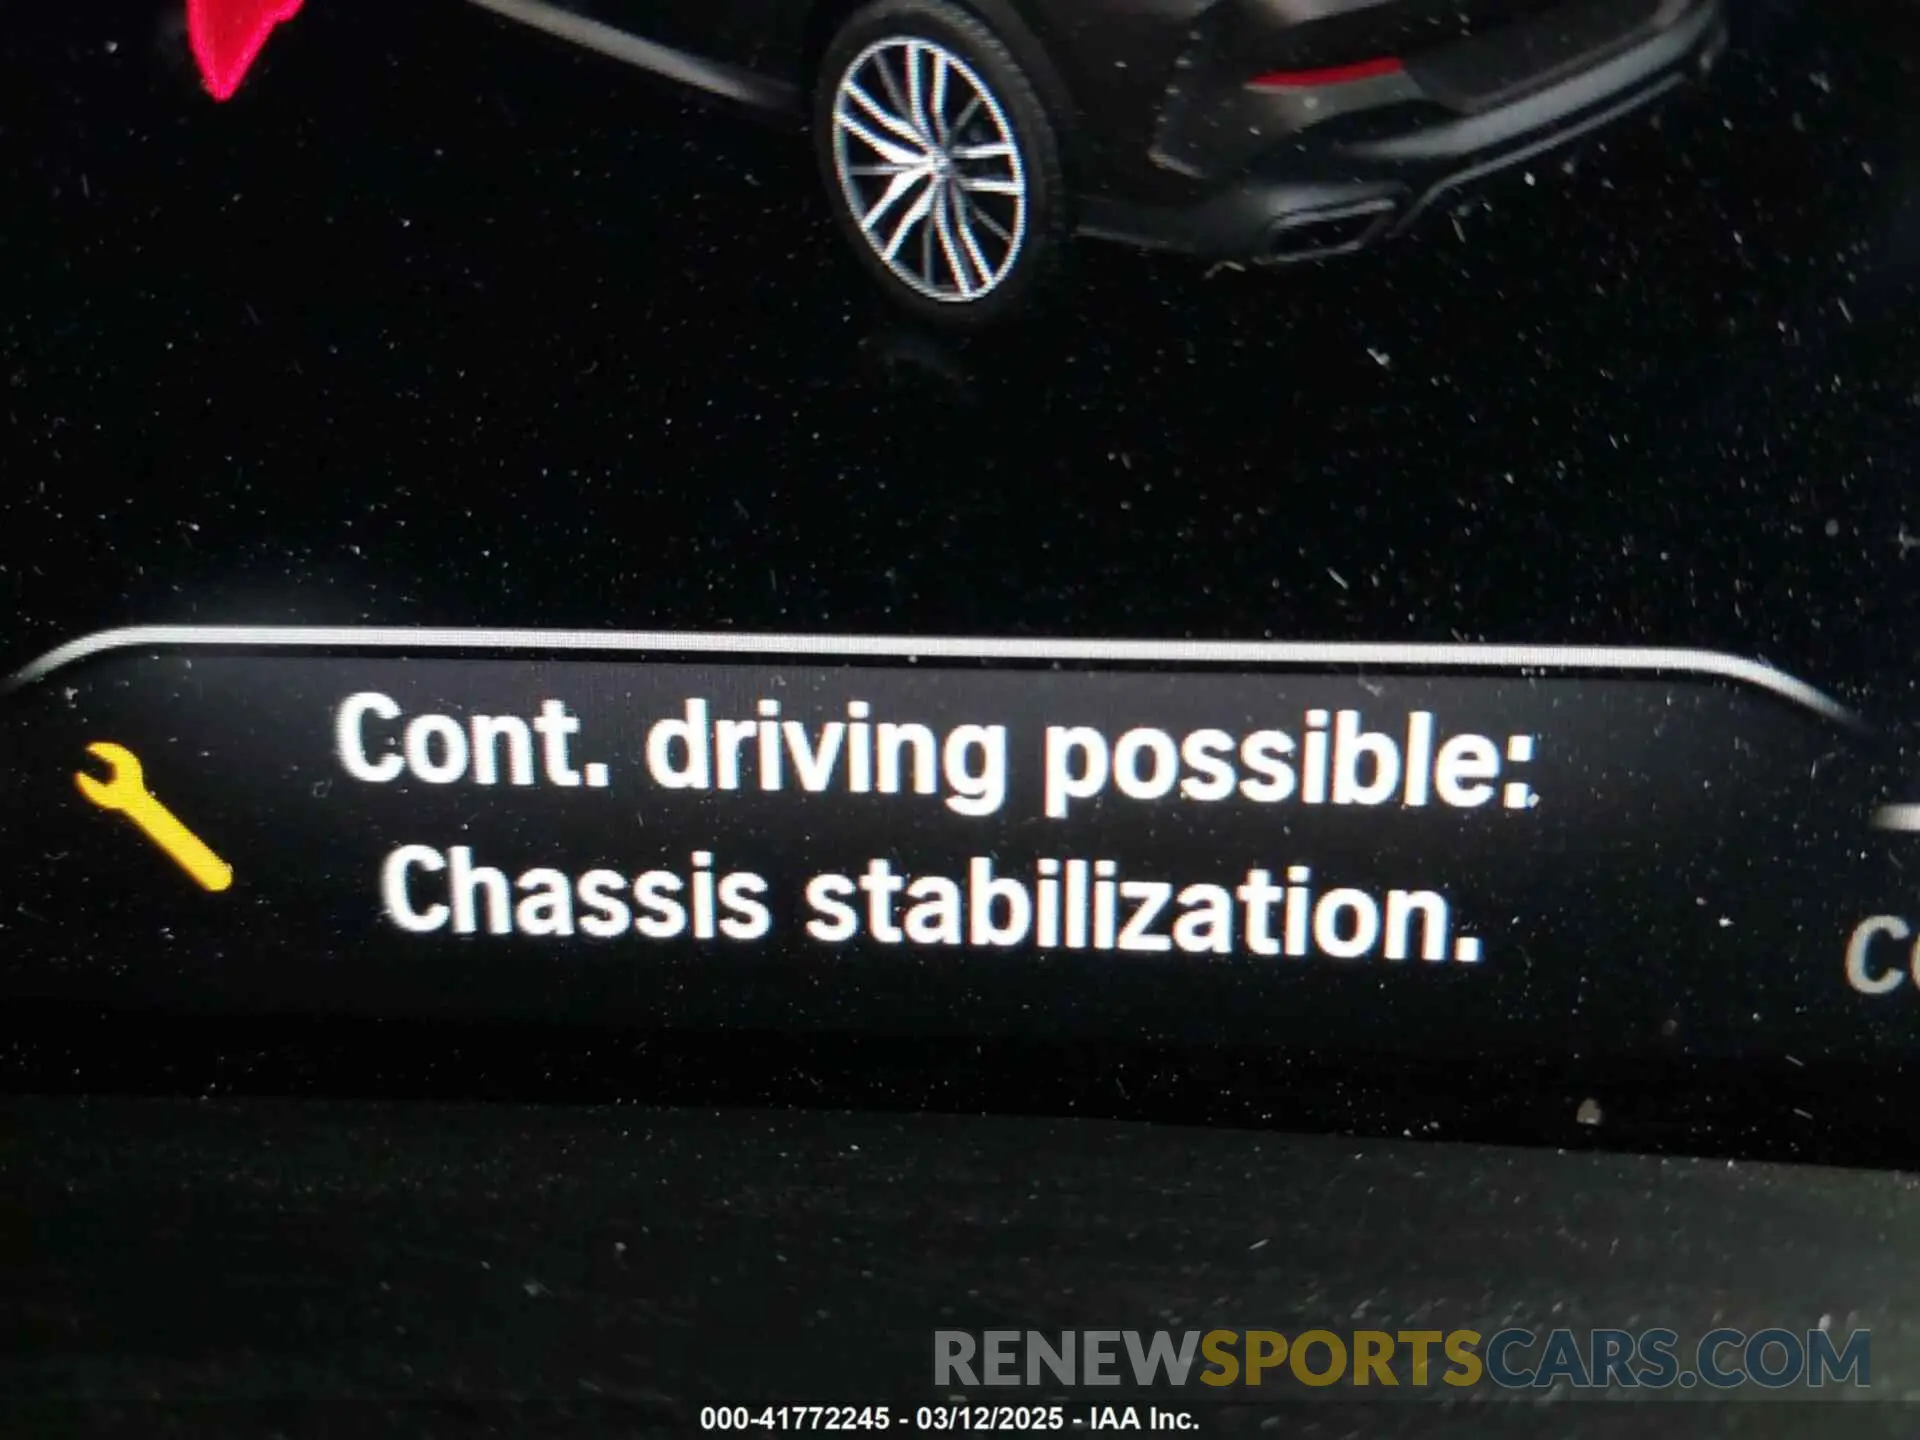 Cont. driving possible:
Chassis stabilization.
RENEWSPORTSCARS.COM
000-41772245 - 03/12/2025 - IAA Inc.